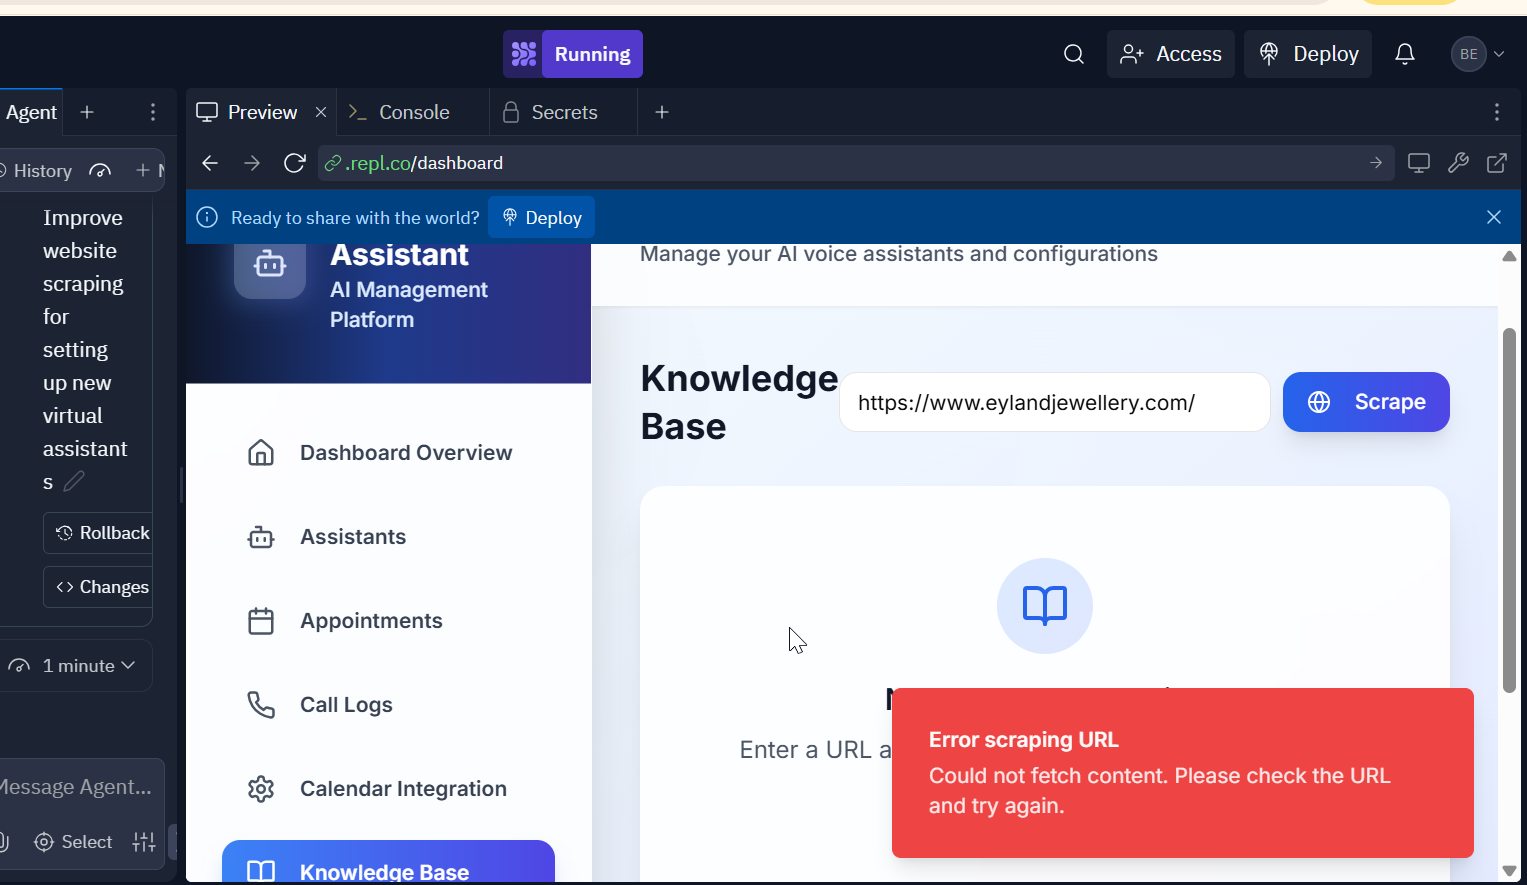 Running
Access
Deploy
BE
Agent
Preview
Console
Secrets
History
.repl.co/dashboard
Ready to share with the world?
Deploy
Improve
website
scraping
for
setting
up new
virtual
assistant
s
Rollback
Changes
1 minute
Message Agent...
Select
Assistant
AI Management
Platform
Dashboard Overview
Assistants
Appointments
Call Logs
Calendar Integration
Knowledge Base
Manage your AI voice assistants and configurations
Knowledge
Base
https://www.eylandjewellery.com/
Scrape
Enter a URL a
Error scraping URL
Could not fetch content. Please check the URL
and try again.